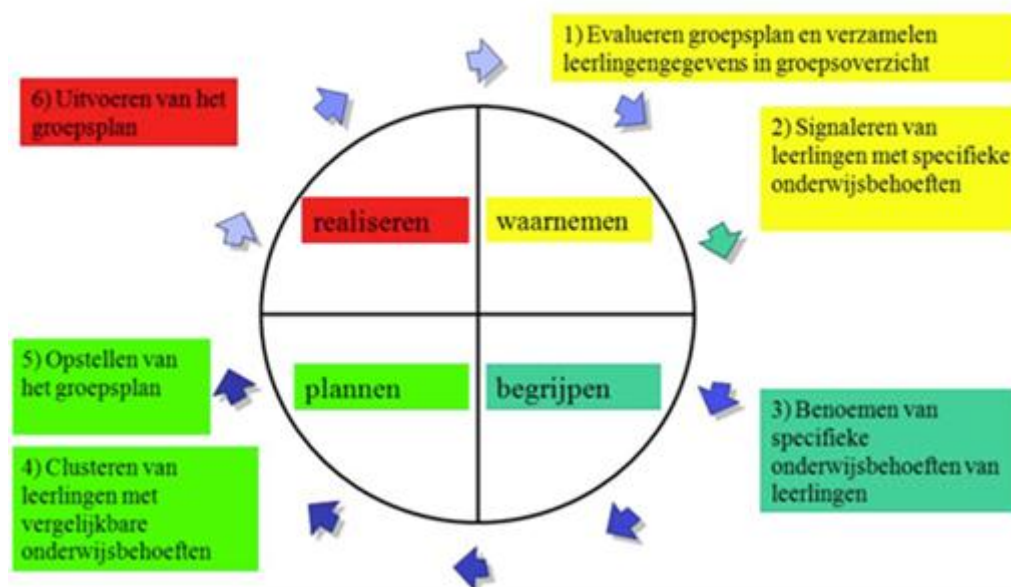 1) Evalueren groepsplan en verzamelen
leerlingengegevens in groepsoverzicht
2) Signaleren van
leerlingen met specifieke
onderwijsbehoeften
3) Benoemen van
specifieke
onderwijsbehoeften van
leerlingen
4) Clusteren van
leerlingen met
vergelijkbare
onderwijsbehoeften
5) Opstellen van
het groepsplan
6) Uitvoeren van het
groepsplan
realiseren
waarnemen
plannen
begrijpen